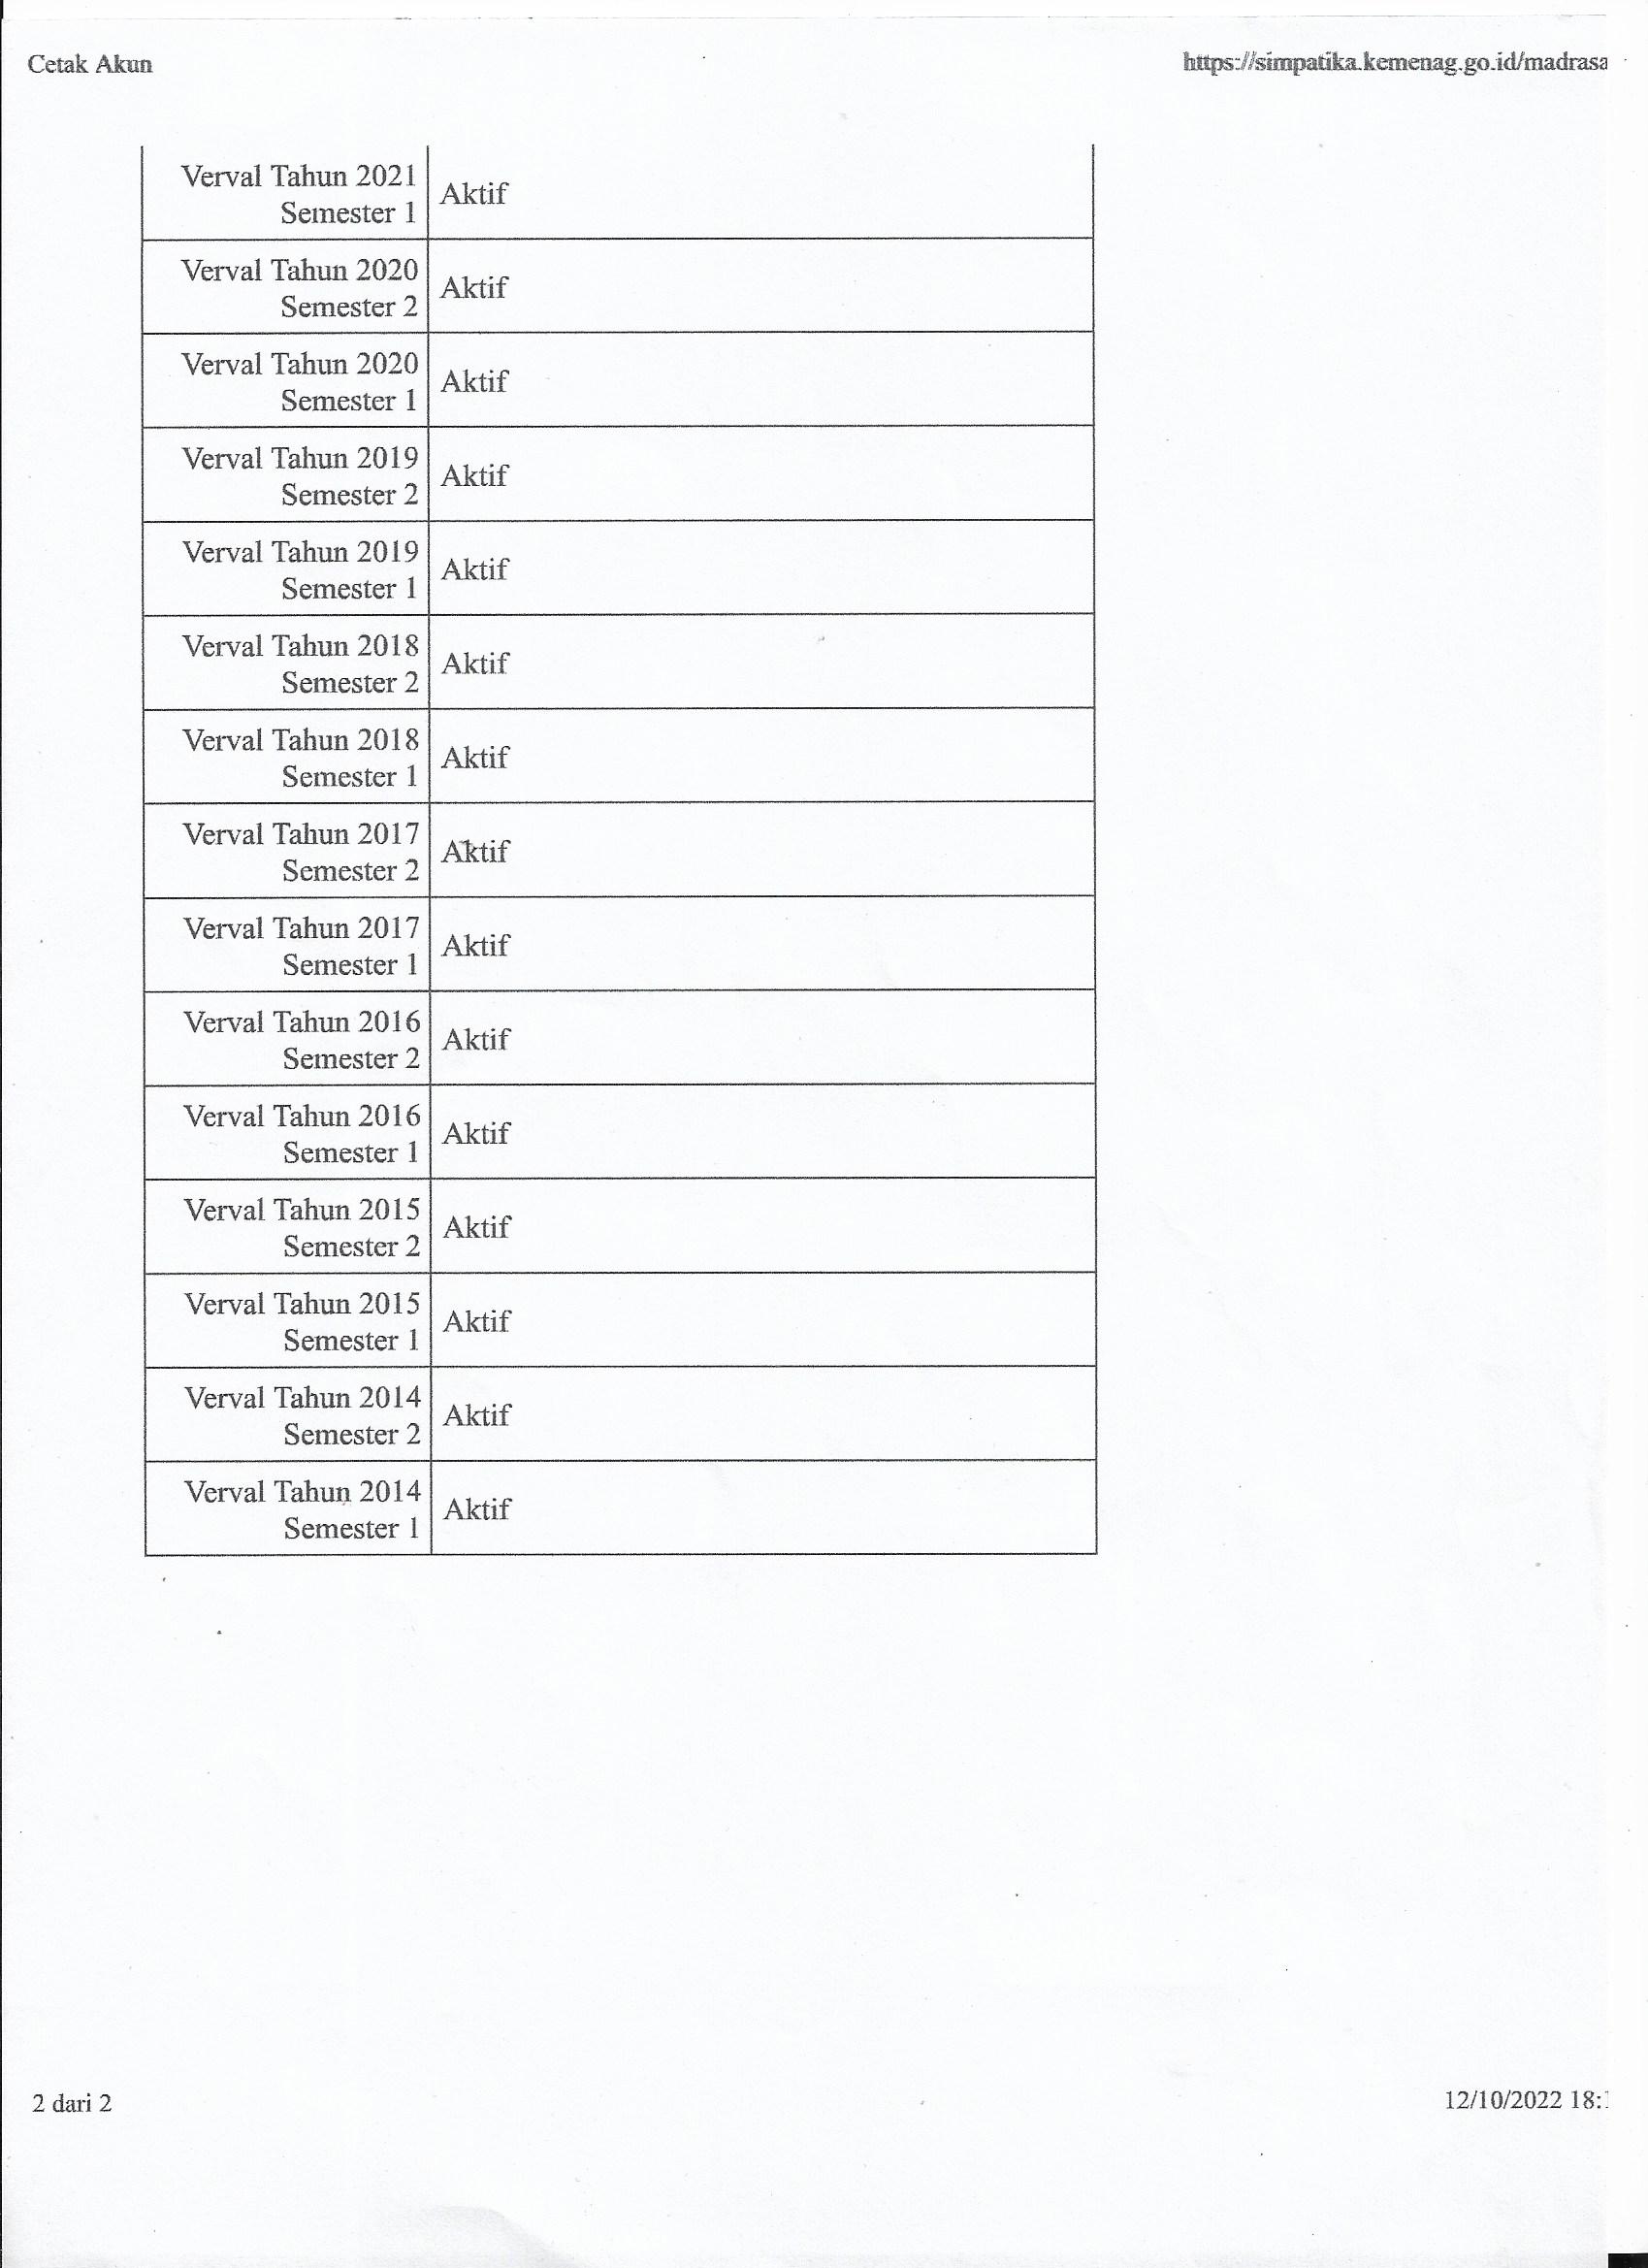 Cetak Akun
https://simpatika.kemenag.go.id/madrasa
Verval Tahun 2021
Semester 1
Aktif
Verval Tahun 2020
Semester 2
Aktif
Verval Tahun 2020
Semester 1
Aktif
Verval Tahun 2019
Semester 2
Aktif
Verval Tahun 2019
Semester 1
Aktif
Verval Tahun 2018
Semester 2
Aktif
Verval Tahun 2018
Semester 1
Aktif
Verval Tahun 2017
Semester 2
Aktif
Verval Tahun 2017
Semester 1
Aktif
Verval Tahun 2016
Semester 2
Aktif
Verval Tahun 2016
Semester 1
Aktif
Verval Tahun 2015
Semester 2
Aktif
Verval Tahun 2015
Semester 1
Aktif
Verval Tahun 2014
Semester 2
Aktif
Verval Tahun 2014
Semester 1
Aktif
2 dari 2
12/10/2022 18: